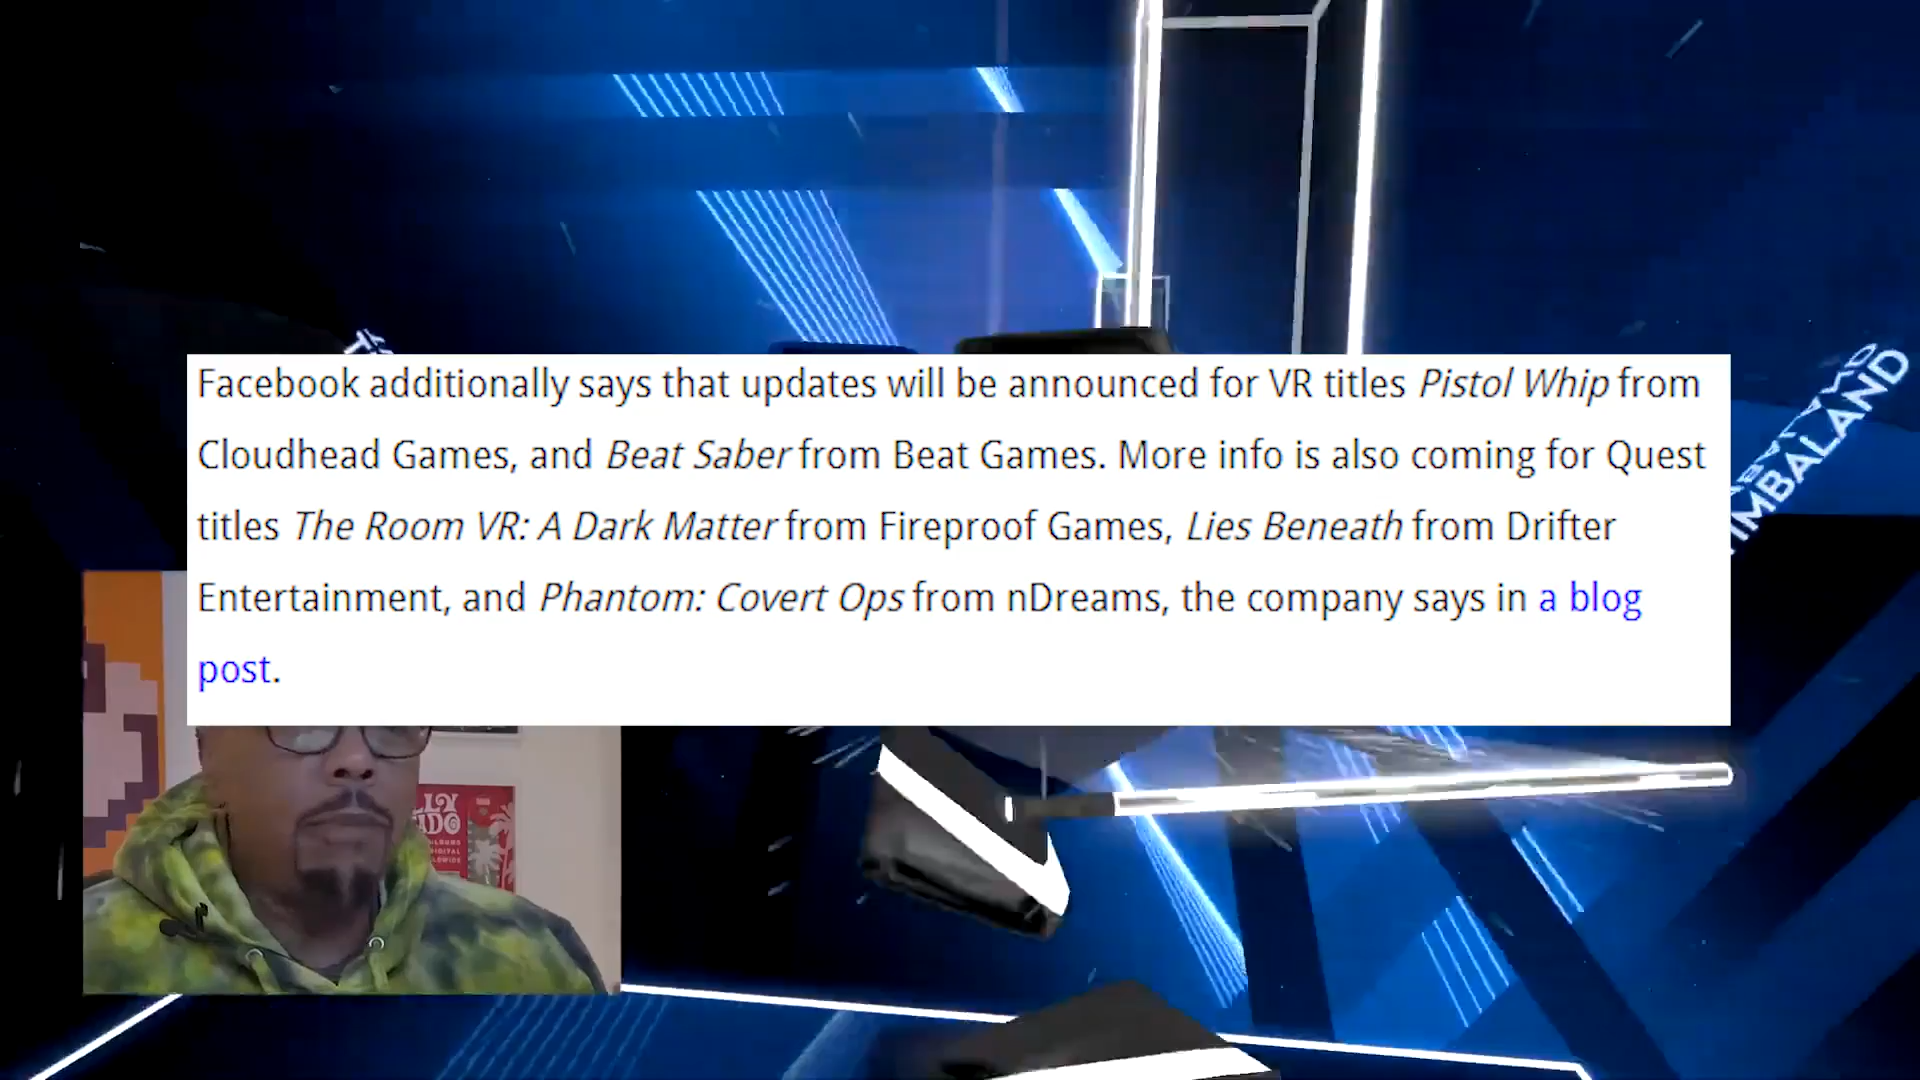 Facebook additionally says that updates will be announced for VR titles Pistol Whip from
Cloudhead Games, and Beat Saber from Beat Games. More info is also coming for Quest
titles The Room VR: A Dark Matter from Fireproof Games, Lies Beneath from Drifter
Entertainment, and Phantom: Covert Ops from nDreams, the company says in a blog
post.
TIMBALAND